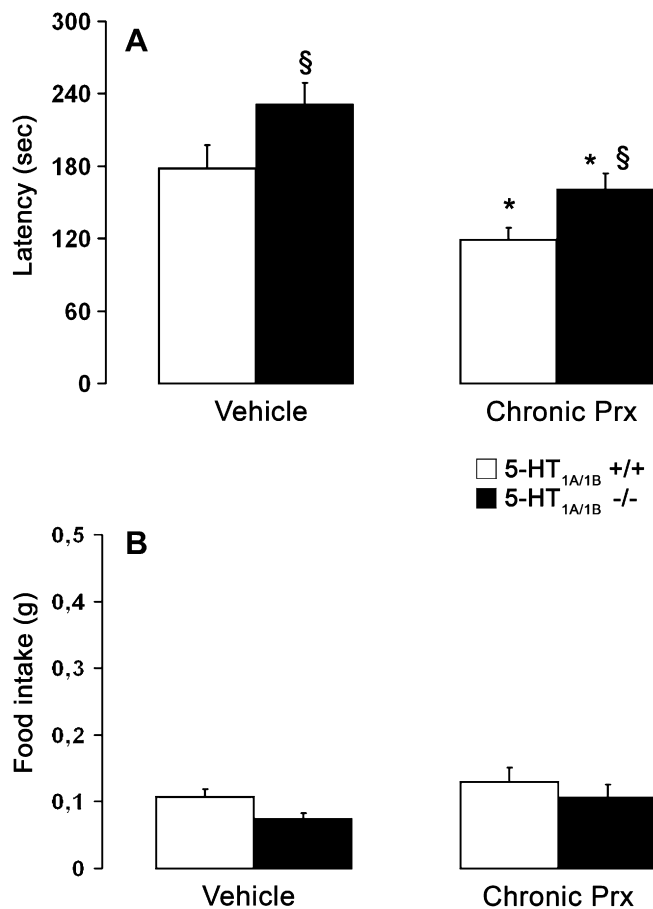 A
Latency (sec)
300
240
180
120
60
0
§
*
* §
Vehicle
Chronic Prx
5-HT1A/1B +/+
5-HT1A/1B -/-
B
Food intake (g)
0,5
0,4
0,3
0,2
0,1
0
Vehicle
Chronic Prx